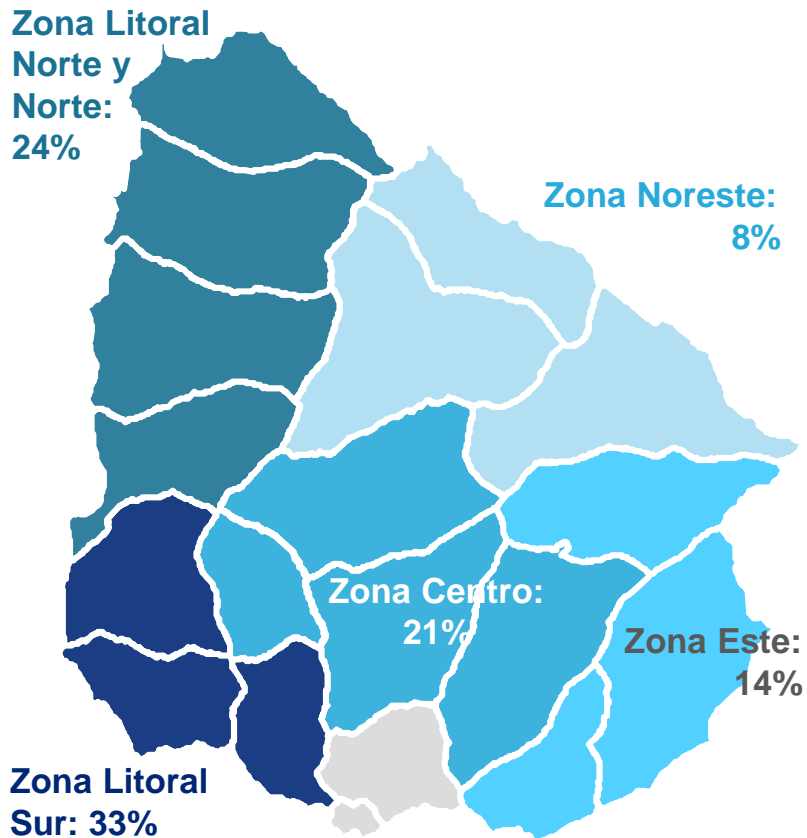 Zona Litoral
Norte y
Norte:
24%
Zona Noreste:
8%
Zona Centro:
21%
Zona Este:
14%
Zona Litoral
Sur: 33%